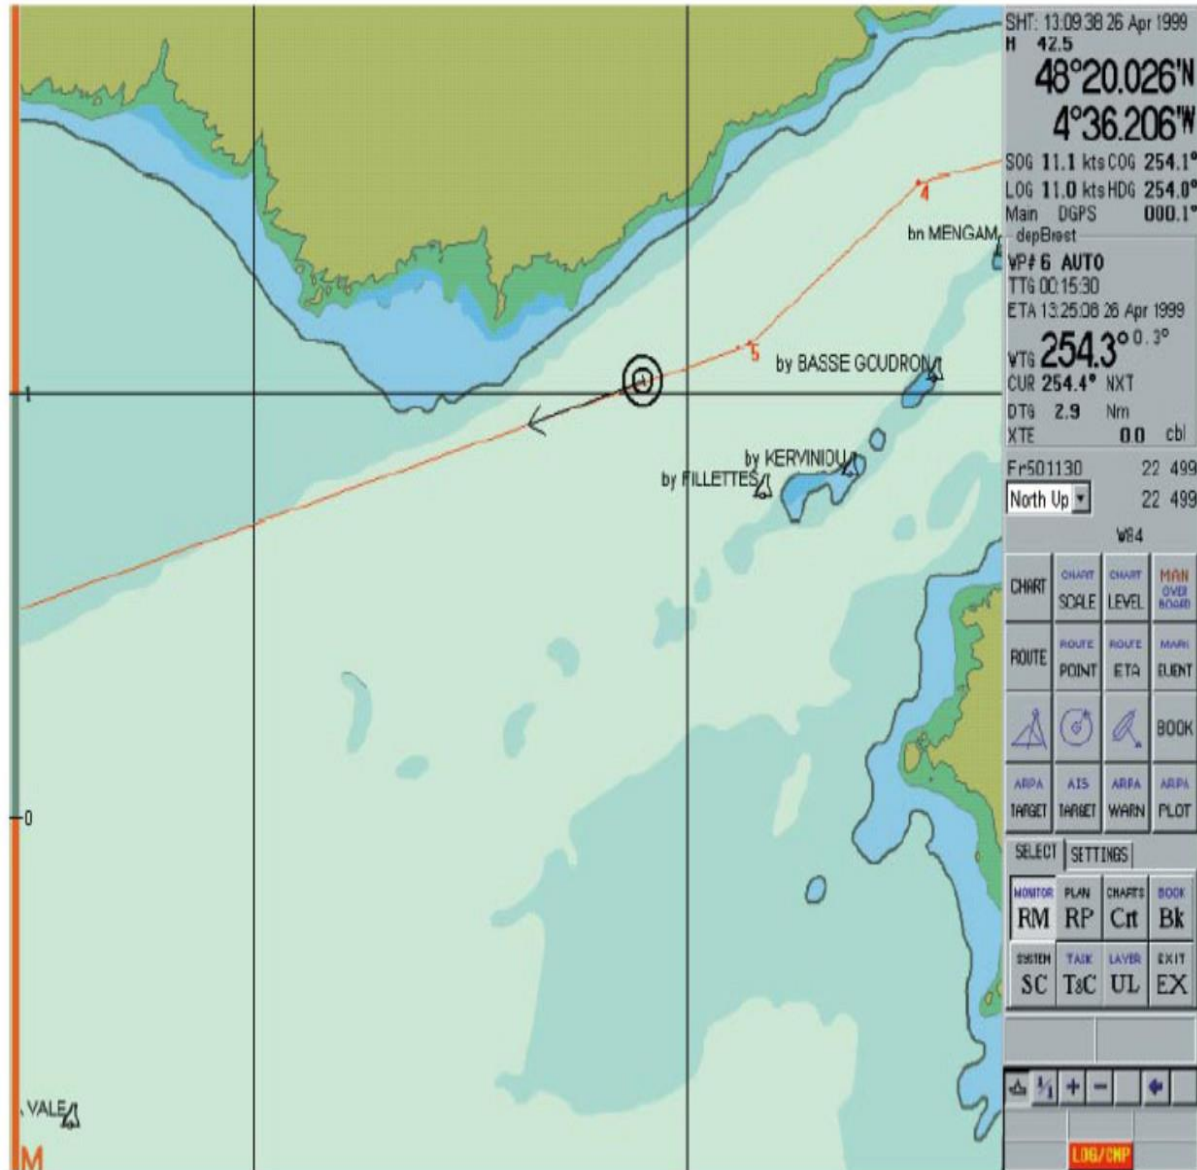 SHT: 13:09:38 26 Apr 1999
M 42.5
48°20.026'N
4°36.206'W
SOG 11.1 kts COG 254.1°
LOG 11.0 kts HDG 254.0°
Main DGPS 000.1°
depBrest
WP# 6 AUTO
TTG 00:15:30
ETA 13:25:08 26 Apr 1999
WTG 254.3° 0.3°
CUR 254.4° NXT
DTG 2.9 Nm
XTE 0.0 cbl
Fr501130 22 499
North Up 22 499
W84
CHART
CHART SCALE
CHART LEVEL
MAN OVER BOARD
ROUTE
ROUTE POINT
ROUTE ETA
MARK EVENT
BOOK
ARPA TARGET
AIS TARGET
ARPA WARN
ARPA PLOT
SELECT SETTINGS
MONITOR RM
PLAN RP
CHARTS Crt
BOOK Bk
SYSTEM SC
TASK T&C
LAYER UL
EXIT EX
1/1 + -
LOG/CMP
4
bn MENGAM
5
by BASSE GOUDRON
1
by KERVINIOU
by FILLETTES
0
VALE
M